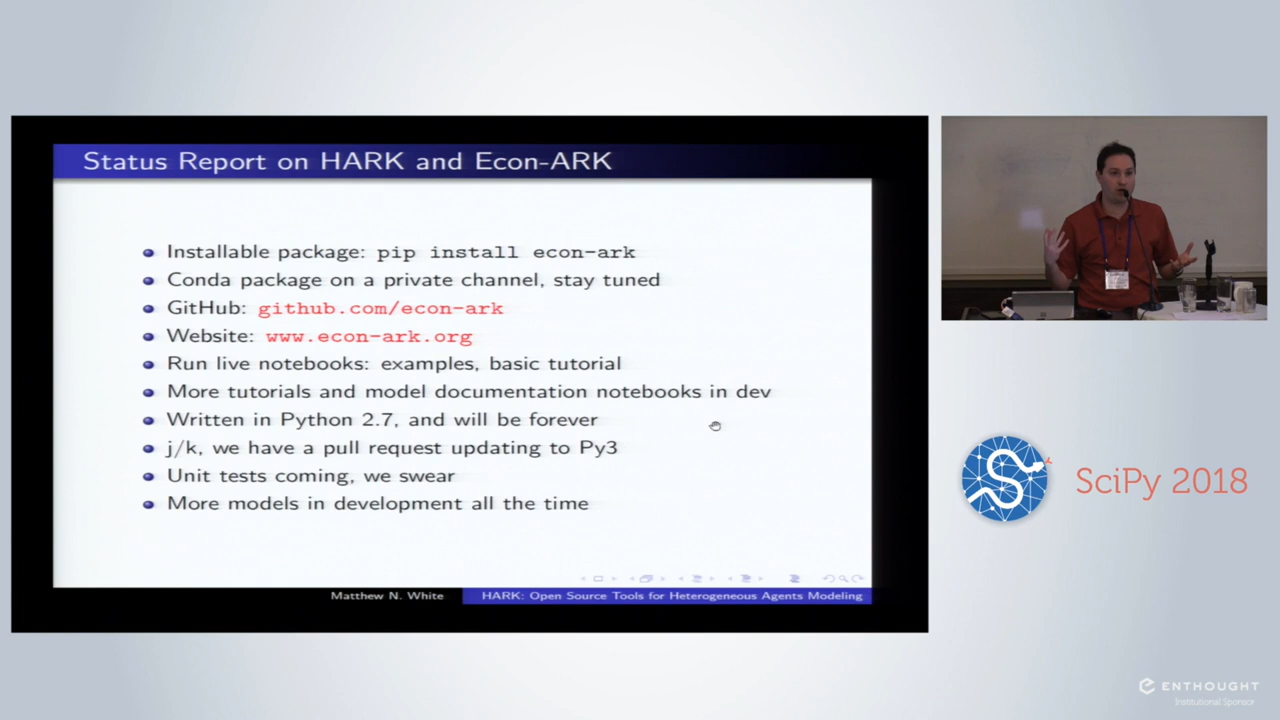 Status Report on HARK and Econ-ARK
Installable package: pip install econ-ark
Conda package on a private channel, stay tuned
GitHub: github.com/econ-ark
Website: www.econ-ark.org
Run live notebooks: examples, basic tutorial
More tutorials and model documentation notebooks in dev
Written in Python 2.7, and will be forever
j/k, we have a pull request updating to Py3
Unit tests coming, we swear
More models in development all the time
Matthew N. White
HARK: Open Source Tools for Heterogeneous Agents Modeling
SciPy 2018
ENTHOUGHT
Institutional Sponsor